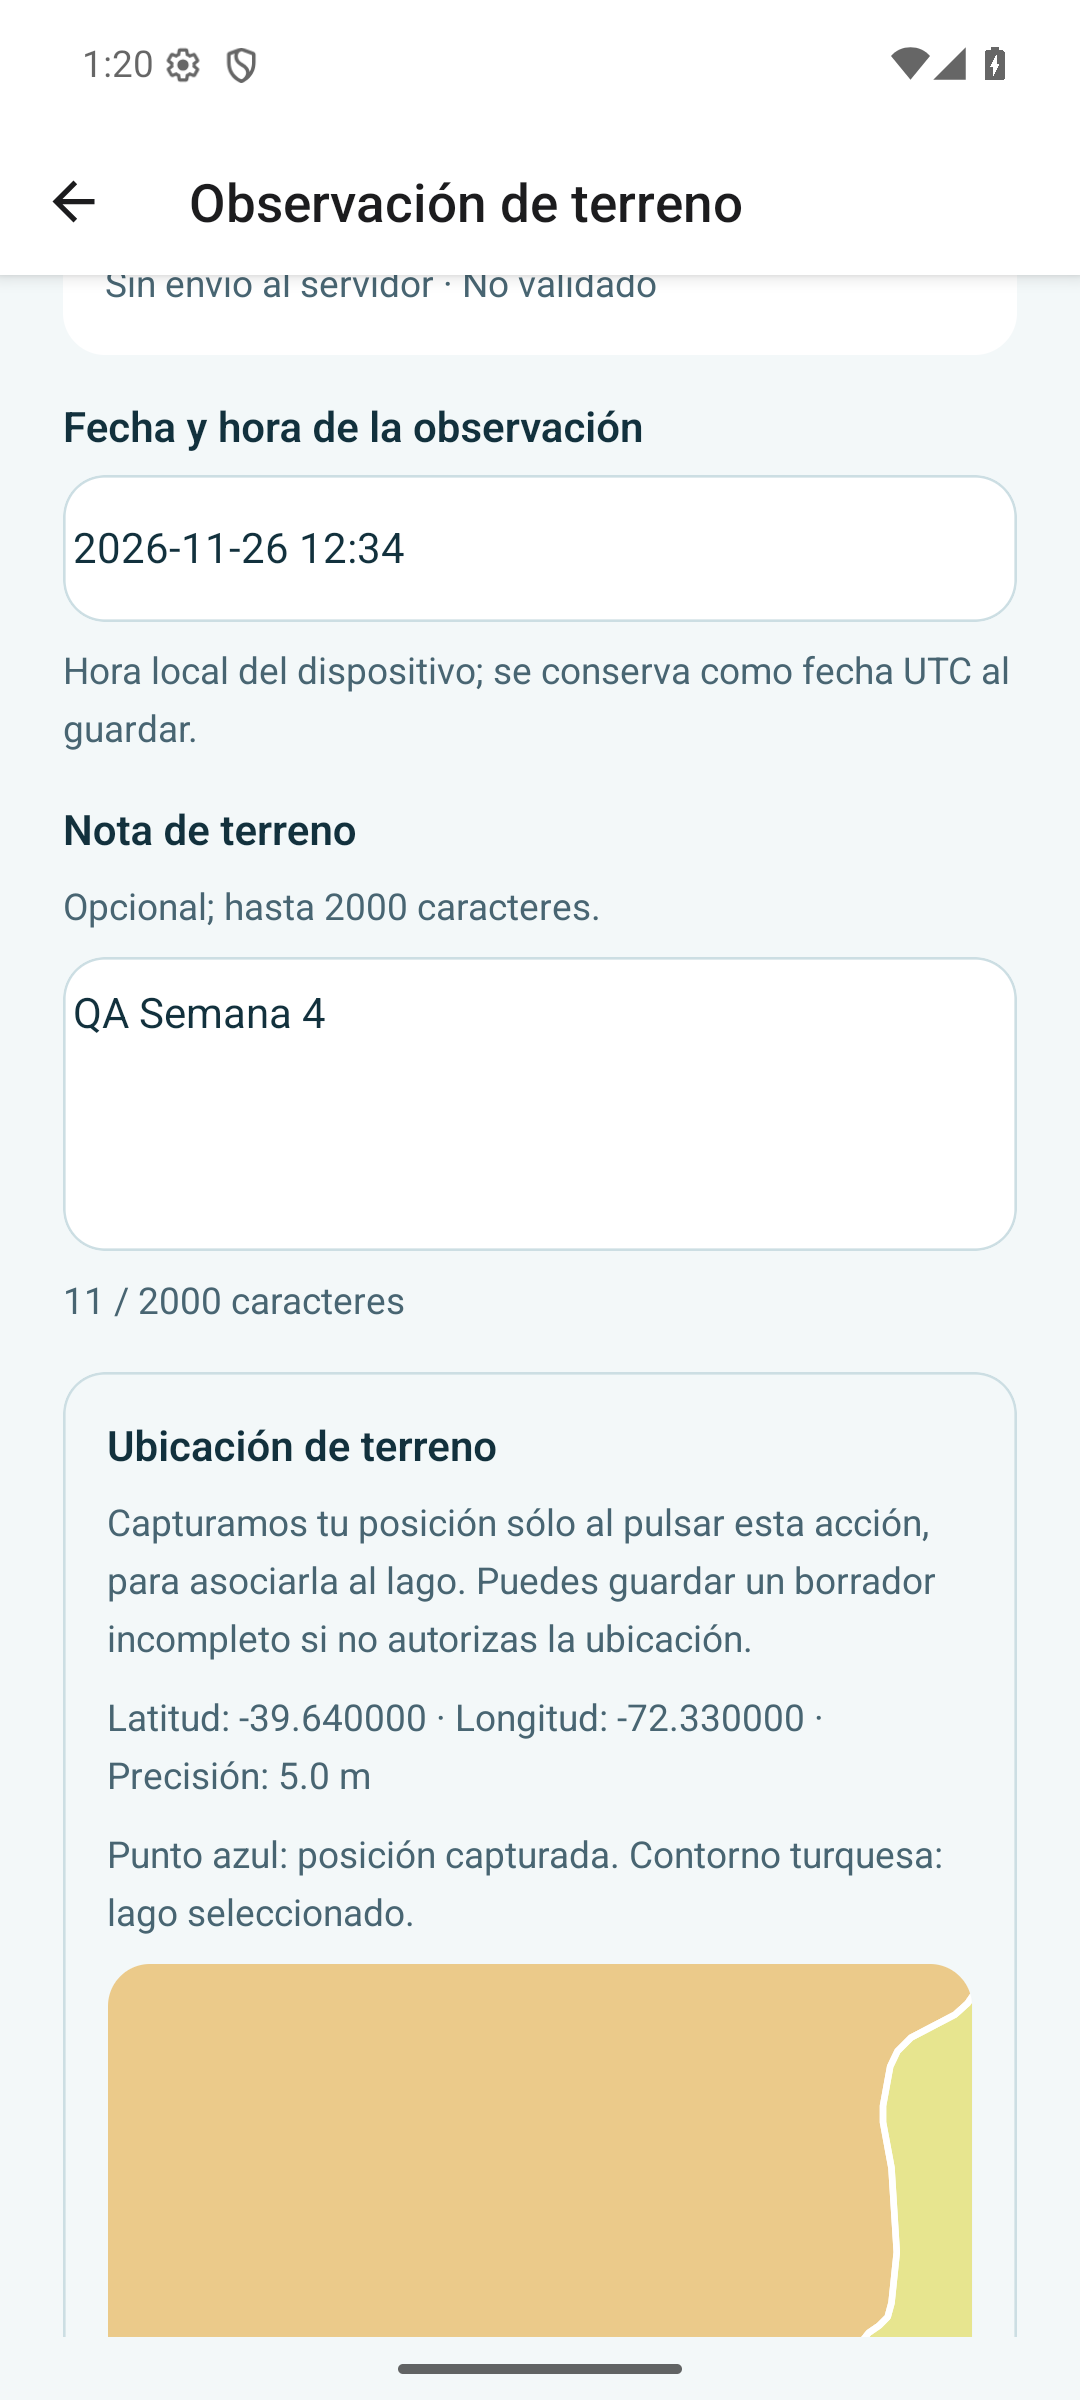 1:20
Observación de terreno
Sin envío al servidor · No validado
Fecha y hora de la observación
2026-11-26 12:34
Hora local del dispositivo; se conserva como fecha UTC al
guardar.
Nota de terreno
Opcional; hasta 2000 caracteres.
QA Semana 4
11 / 2000 caracteres
Ubicación de terreno
Capturamos tu posición sólo al pulsar esta acción,
para asociarla al lago. Puedes guardar un borrador
incompleto si no autorizas la ubicación.
Latitud: -39.640000 · Longitud: -72.330000 ·
Precisión: 5.0 m
Punto azul: posición capturada. Contorno turquesa:
lago seleccionado.